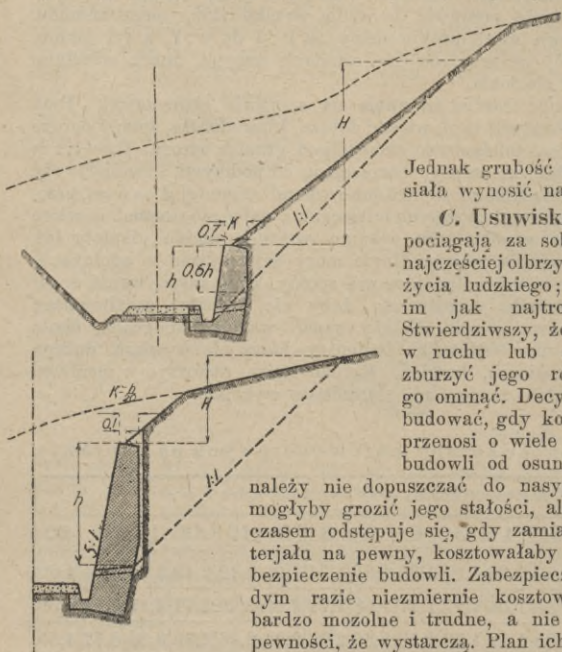 H
K
0,7
1:1
h
0,6h
Jednak grubość
siała wynosić na
C. Usuwisk
pociągają za sob
najczęściej olbrzy
życia ludzkiego;
im jak najtro
Stwierdziwszy, że
w ruchu lub
zburzyć jego re
go ominąć. Decy
budować, gdy ko
przenosi o wiele
budowli od osun
H
0,1
1:1
h
5:1
należy nie dopuszczać do nasy
mogłyby grozić jego stałości, al
czasem odstępuje się, gdy zamia
terjału na pewny, kosztowałaby
bezpieczenie budowli. Zabezpiec
dym razie niezmiernie kosztow
bardzo mozolne i trudne, a nie
pewności, że wystarczą. Plan ich